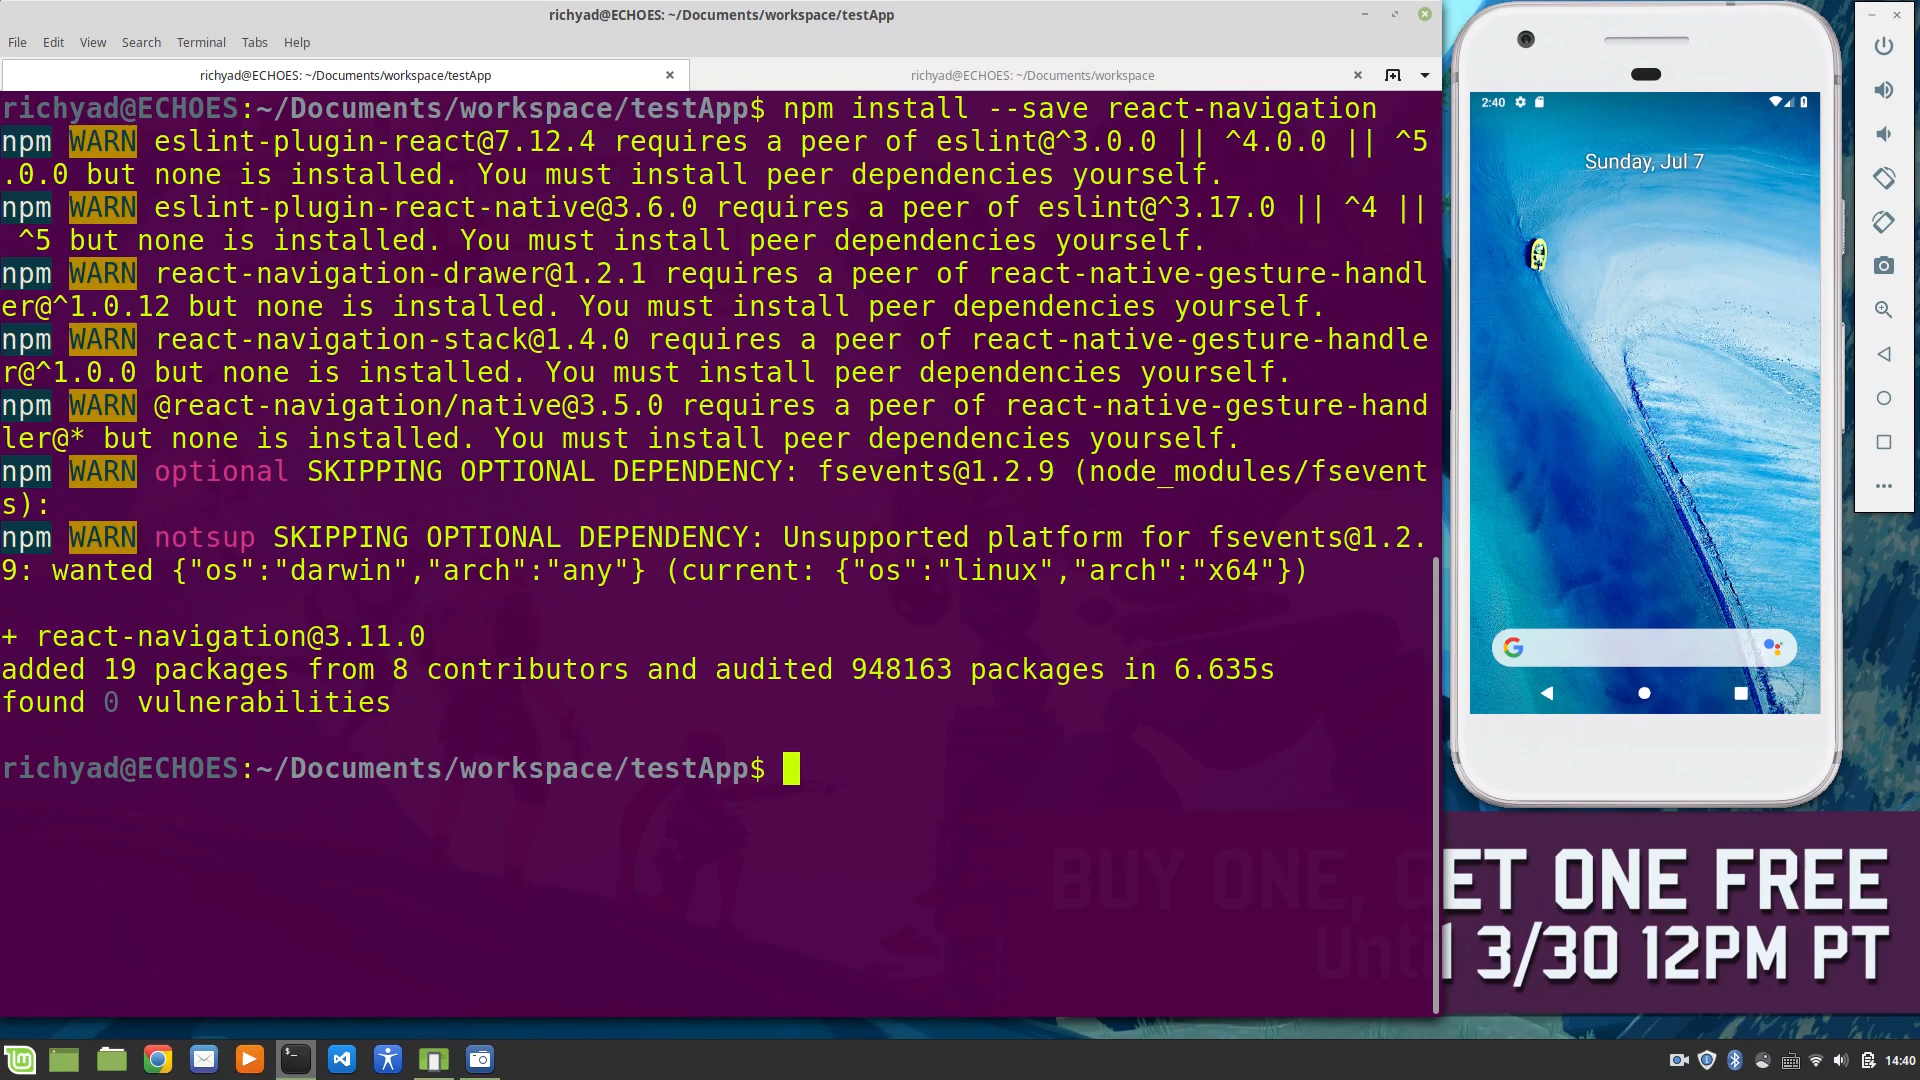 richyad@ECHOES: ~/Documents/workspace/testApp
File Edit View Search Terminal Tabs Help
richyad@ECHOES: ~/Documents/workspace/testApp
richyad@ECHOES: ~/Documents/workspace
richyad@ECHOES:~/Documents/workspace/testApp$ npm install --save react-navigation
npm WARN eslint-plugin-react@7.12.4 requires a peer of eslint@^3.0.0 || ^4.0.0 || ^5
.0.0 but none is installed. You must install peer dependencies yourself.
npm WARN eslint-plugin-react-native@3.6.0 requires a peer of eslint@^3.17.0 || ^4 ||
^5 but none is installed. You must install peer dependencies yourself.
npm WARN react-navigation-drawer@1.2.1 requires a peer of react-native-gesture-handl
er@^1.0.12 but none is installed. You must install peer dependencies yourself.
npm WARN react-navigation-stack@1.4.0 requires a peer of react-native-gesture-handle
r@^1.0.0 but none is installed. You must install peer dependencies yourself.
npm WARN @react-navigation/native@3.5.0 requires a peer of react-native-gesture-hand
ler@* but none is installed. You must install peer dependencies yourself.
npm WARN optional SKIPPING OPTIONAL DEPENDENCY: fsevents@1.2.9 (node_modules/fsevent
s):
npm WARN notsup SKIPPING OPTIONAL DEPENDENCY: Unsupported platform for fsevents@1.2.
9: wanted {"os":"darwin","arch":"any"} (current: {"os":"linux","arch":"x64"})
+ react-navigation@3.11.0
added 19 packages from 8 contributors and audited 948163 packages in 6.635s
found 0 vulnerabilities
richyad@ECHOES:~/Documents/workspace/testApp$
2:40
Sunday, Jul 7
BUY ONE, GET ONE FREE
Until 3/30 12PM PT
14:40